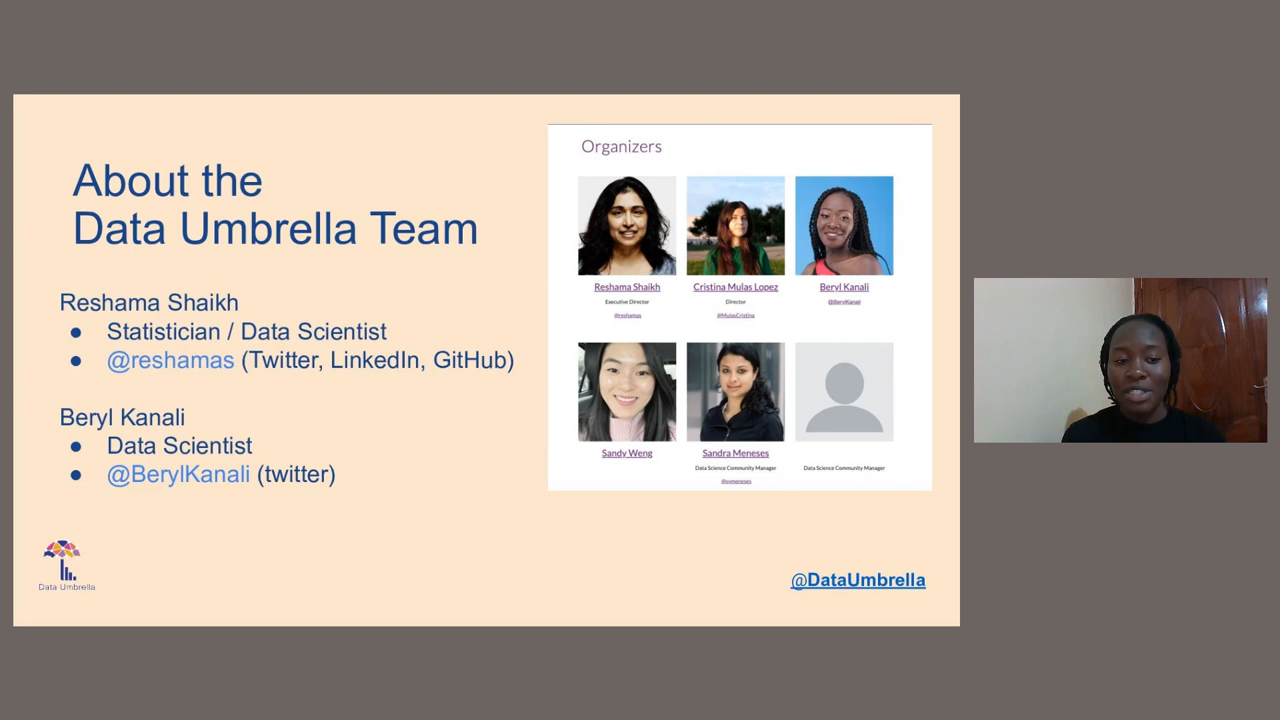 About the
Data Umbrella Team
Reshama Shaikh
● Statistician / Data Scientist
● @reshamas (Twitter, LinkedIn, GitHub)
Beryl Kanali
● Data Scientist
● @BerylKanali (twitter)
Data Umbrella
Organizers
Reshama Shaikh
Executive Director
@reshamas
Cristina Mulas Lopez
Director
@MulasCristina
Beryl Kanali
@BerylKanali
Sandy Weng
Sandra Meneses
Data Science Community Manager
@symeneses
Data Science Community Manager
@DataUmbrella